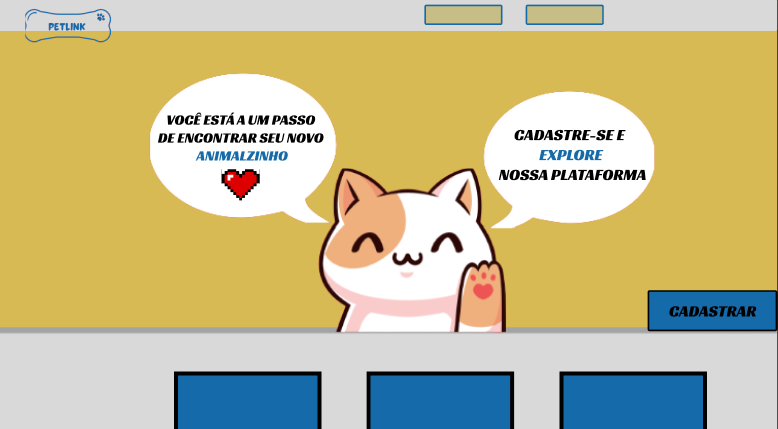 PETLINK
VOCÊ ESTÁ A UM PASSO
DE ENCONTRAR SEU NOVO
ANIMALZINHO
CADASTRE-SE E
EXPLORE
NOSSA PLATAFORMA
CADASTRAR